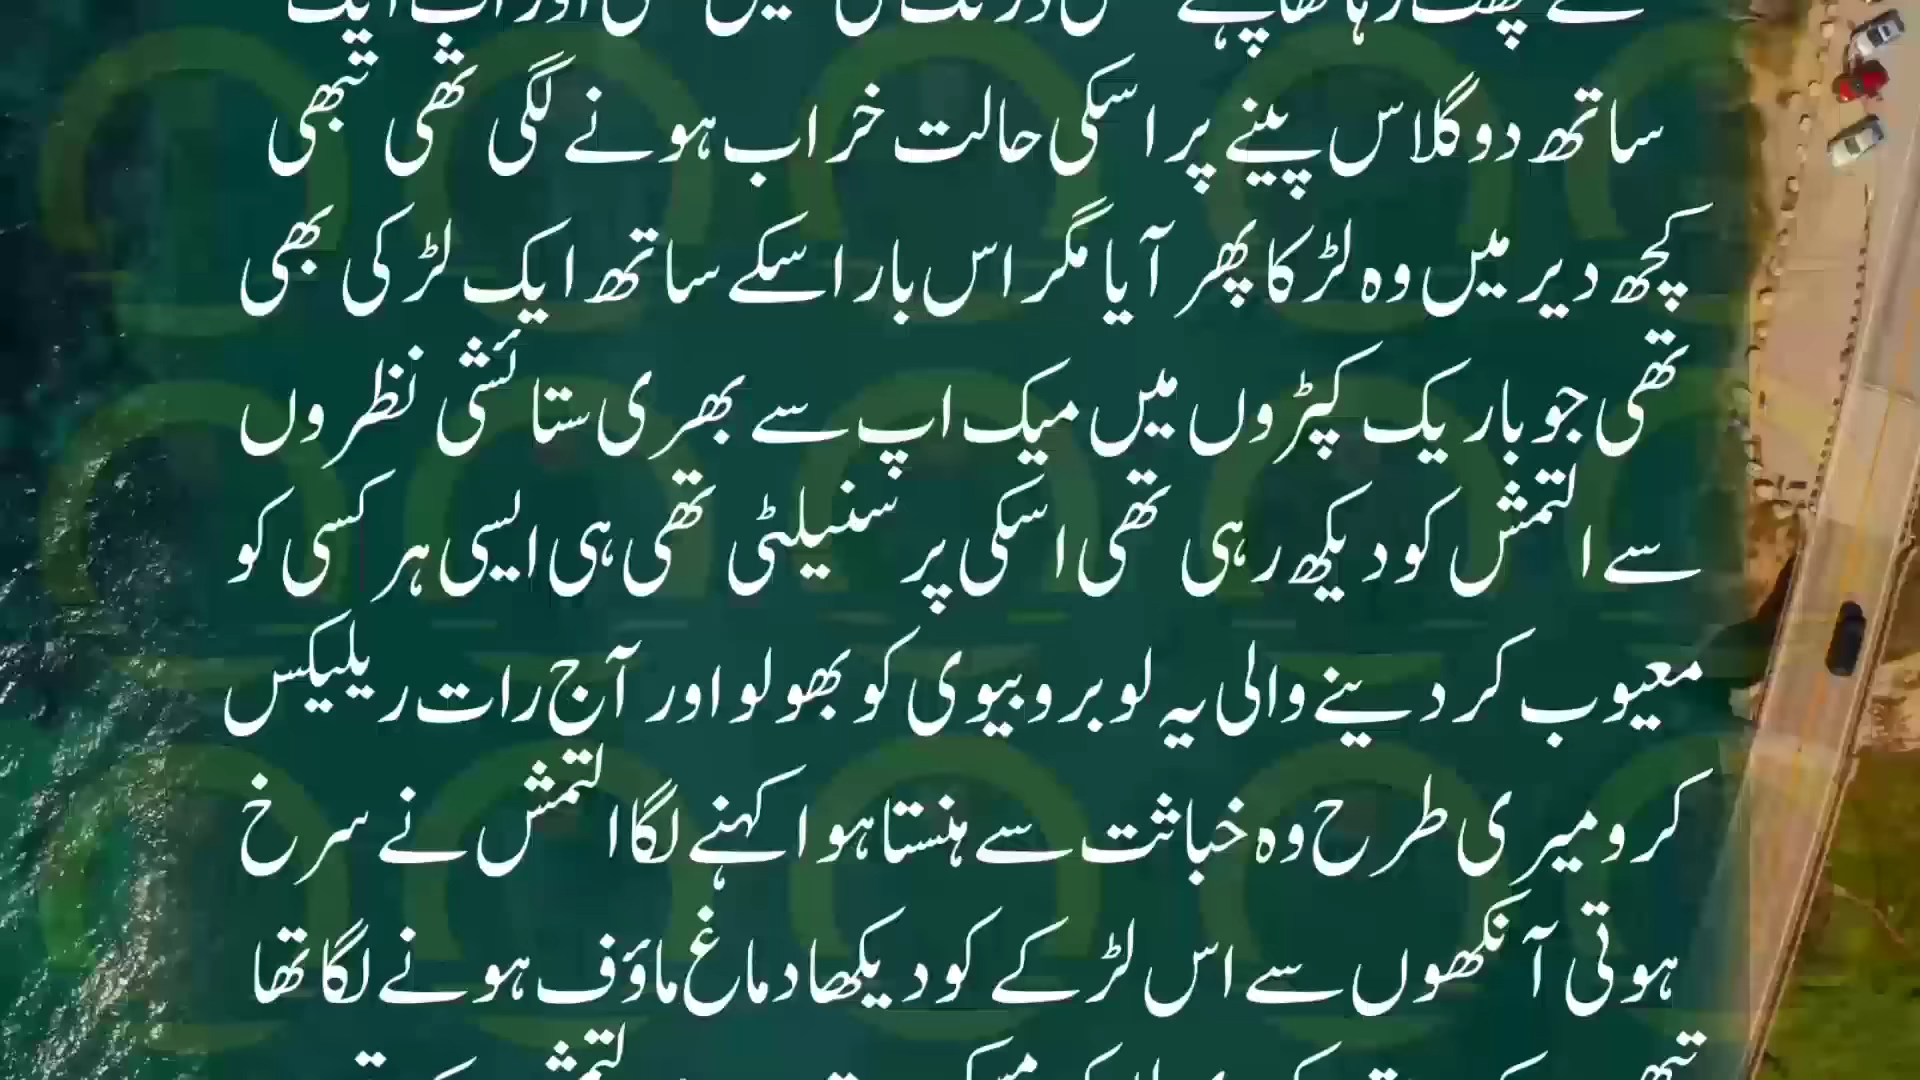 ساتھ دو گلاس پینے پر اسکی حالت خراب ہونے لگی تھی تبھی
کچھ دیر میں وہ لڑکا پھر آیا مگر اس بار اسکے ساتھ ایک لڑکی بھی
تھی جو باریک کپڑوں میں میک اپ سے بھری ستائشی نظروں
سے التمش کو دیکھ رہی تھی اسکی پرسنیلٹی تھی ہی ایسی ہر کسی کو
معیوب کر دینے والی یہ لو برو بیوی کو بھولو اور آج رات ریلیکس
کرو میری طرح وہ خباثت سے ہنستا ہوا کہنے لگا التمش نے سرخ
ہوتی آنکھوں سے اس لڑکے کو دیکھا دماغ ماؤف ہونے لگا تھا